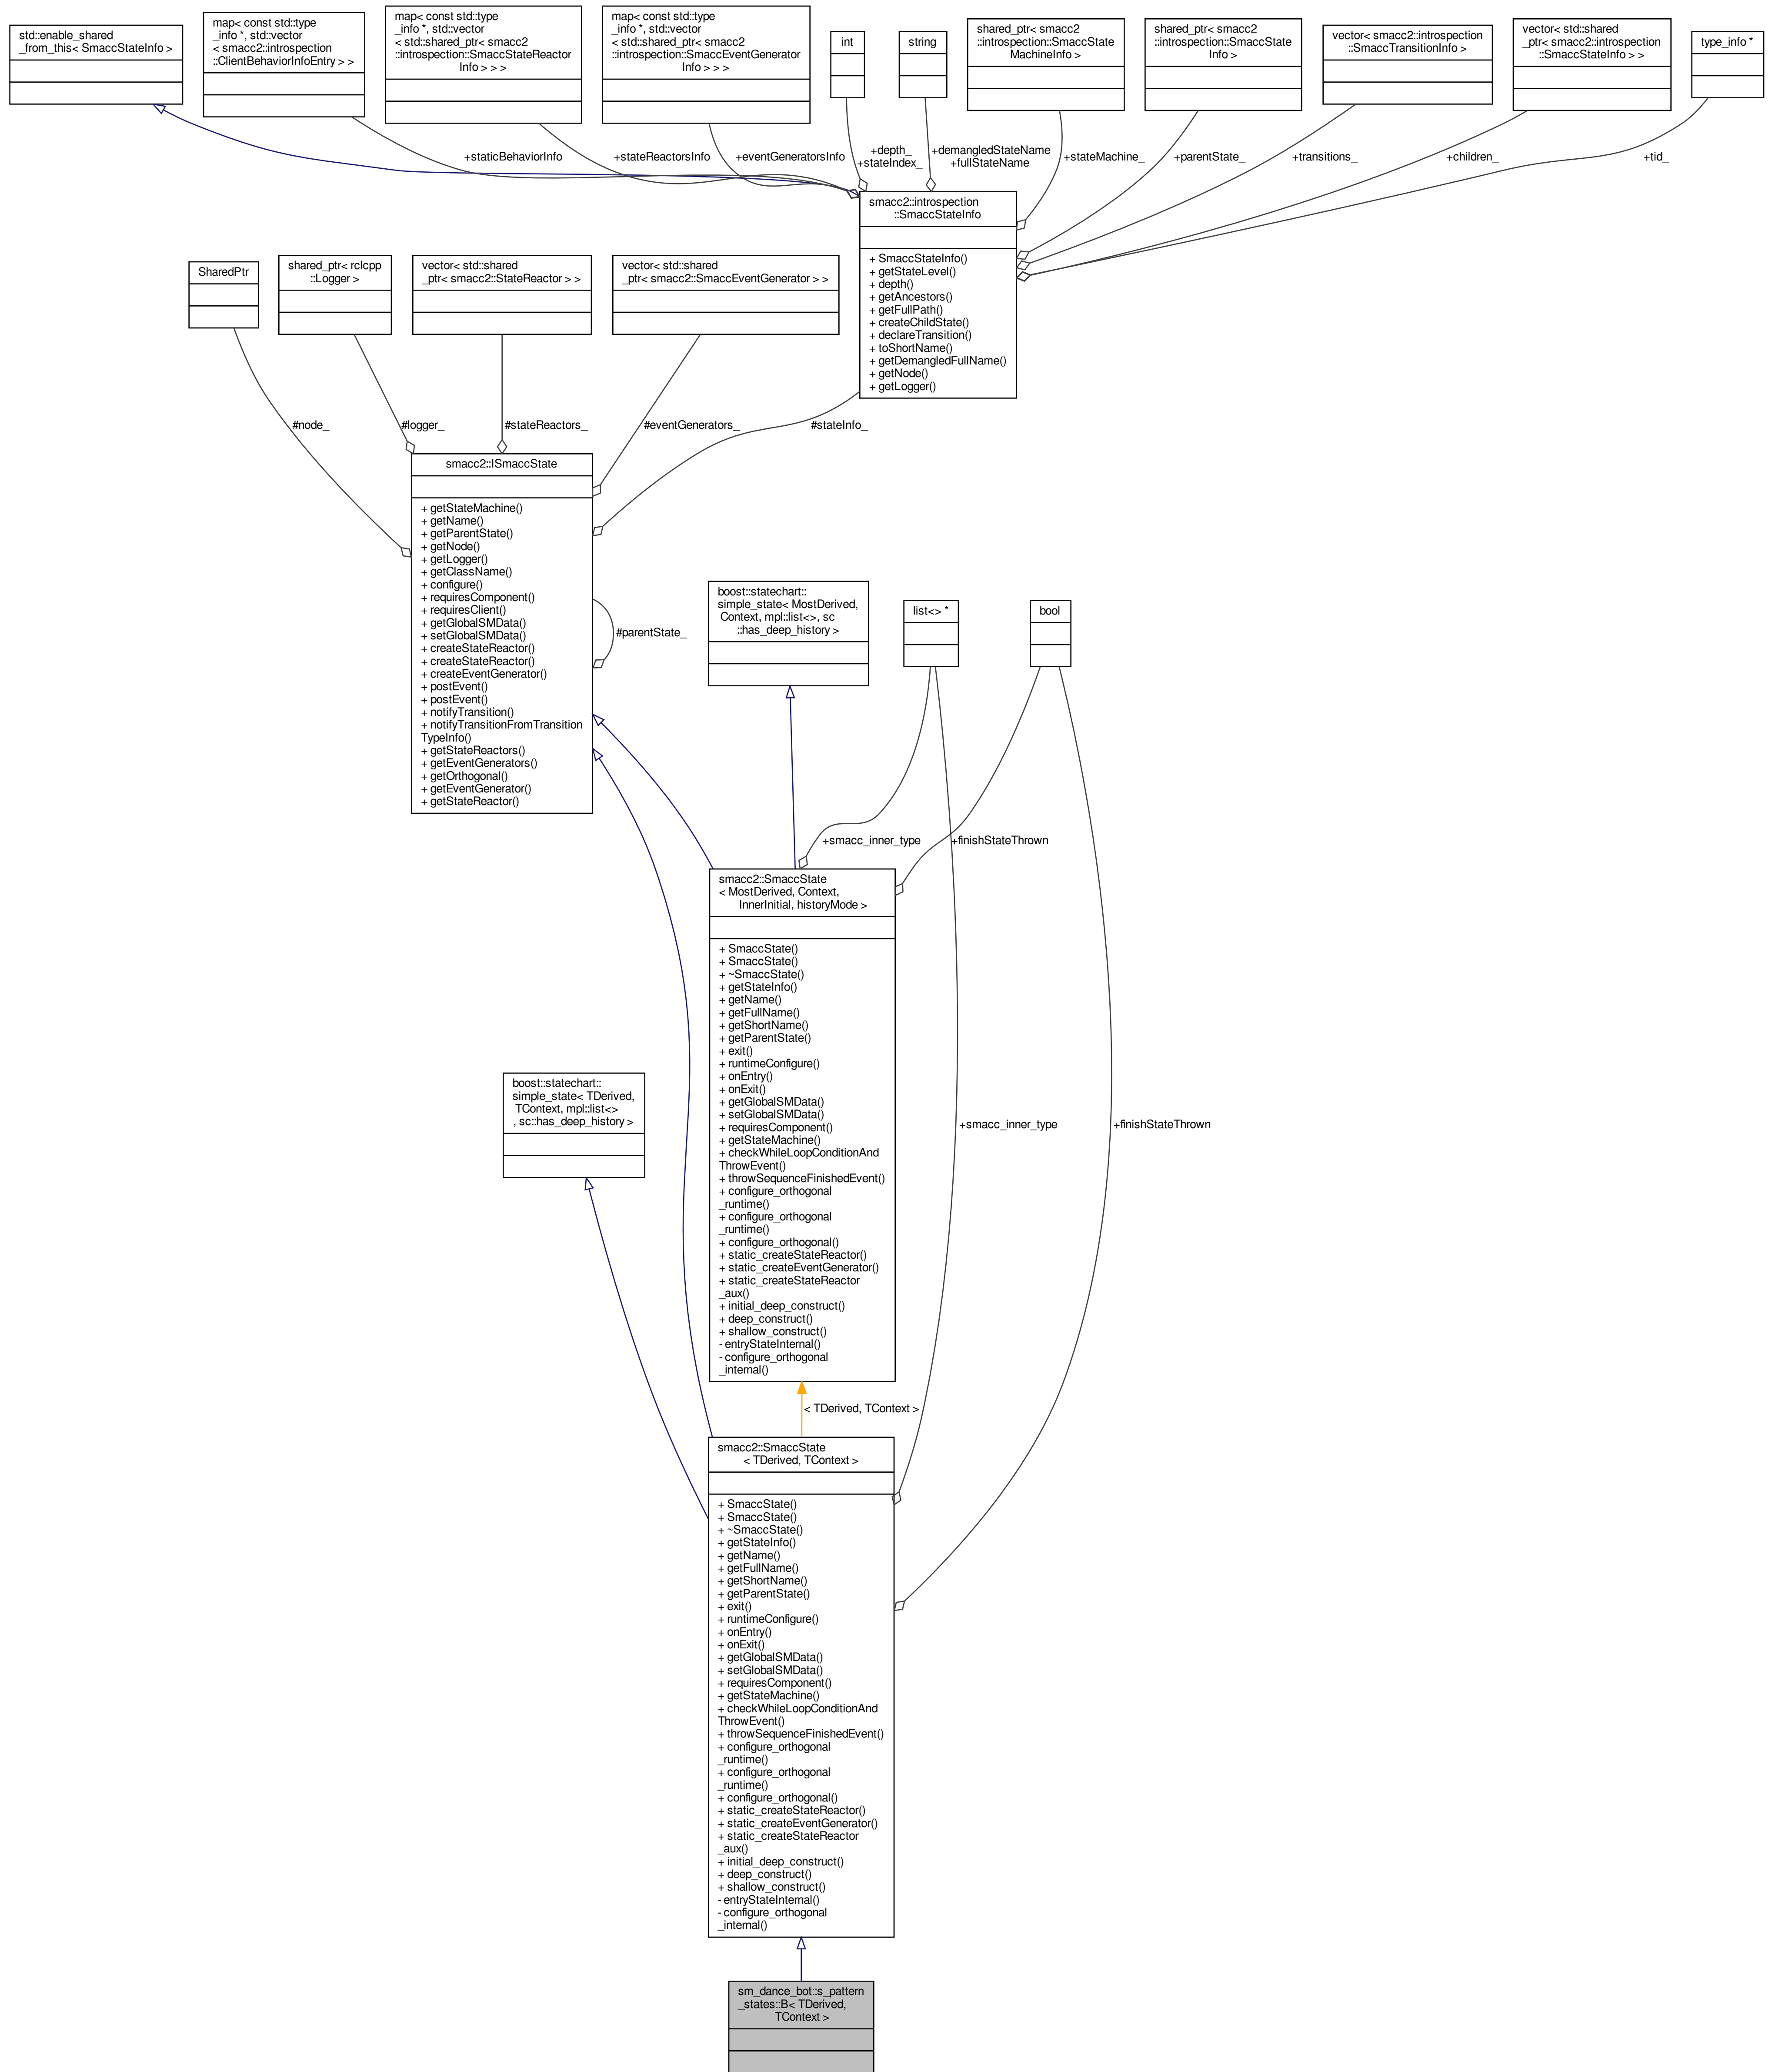 std::enable_shared
_from_this< SmaccStateInfo >
map< const std::type
_info *, std::vector
< smacc2::introspection
::ClientBehaviorInfoEntry > >
map< const std::type
_info *, std::vector
< std::shared_ptr< smacc2
::introspection::SmaccStateReactor
Info > > >
map< const std::type
_info *, std::vector
< std::shared_ptr< smacc2
::introspection::SmaccEventGenerator
Info > > >
int
string
shared_ptr< smacc2
::introspection::SmaccState
MachineInfo >
shared_ptr< smacc2
::introspection::SmaccState
Info >
vector< smacc2::introspection
::SmaccTransitionInfo >
vector< std::shared
_ptr< smacc2::introspection
::SmaccStateInfo > >
type_info *
+staticBehaviorInfo
+stateReactorsInfo
+eventGeneratorsInfo
+depth_
+stateIndex_
+demangledStateName
+fullStateName
+stateMachine_
+parentState_
+transitions_
+children_
+tid_
smacc2::introspection
::SmaccStateInfo
+ SmaccStateInfo()
+ getStateLevel()
+ depth()
+ getAncestors()
+ getFullPath()
+ createChildState()
+ declareTransition()
+ toShortName()
+ getDemangledFullName()
+ getNode()
+ getLogger()
SharedPtr
shared_ptr< rclcpp
::Logger >
vector< std::shared
_ptr< smacc2::StateReactor > >
vector< std::shared
_ptr< smacc2::SmaccEventGenerator > >
#node_
#logger_
#stateReactors_
#eventGenerators_
#stateInfo_
smacc2::ISmaccState
+ getStateMachine()
+ getName()
+ getParentState()
+ getNode()
+ getLogger()
+ getClassName()
+ configure()
+ requiresComponent()
+ requiresClient()
+ getGlobalSMData()
+ setGlobalSMData()
+ createStateReactor()
+ createStateReactor()
+ createEventGenerator()
+ postEvent()
+ postEvent()
+ notifyTransition()
+ notifyTransitionFromTransition
TypeInfo()
+ getStateReactors()
+ getEventGenerators()
+ getOrthogonal()
+ getEventGenerator()
+ getStateReactor()
#parentState_
boost::statechart::
simple_state< MostDerived,
Context, mpl::list<>, sc
::has_deep_history >
list<> *
bool
+smacc_inner_type
+finishStateThrown
smacc2::SmaccState
< MostDerived, Context,
InnerInitial, historyMode >
+ SmaccState()
+ SmaccState()
+ ~SmaccState()
+ getStateInfo()
+ getName()
+ getFullName()
+ getShortName()
+ getParentState()
+ exit()
+ runtimeConfigure()
+ onEntry()
+ onExit()
+ getGlobalSMData()
+ setGlobalSMData()
+ requiresComponent()
+ getStateMachine()
+ checkWhileLoopConditionAnd
ThrowEvent()
+ throwSequenceFinishedEvent()
+ configure_orthogonal
_runtime()
+ configure_orthogonal
_runtime()
+ configure_orthogonal()
+ static_createStateReactor()
+ static_createEventGenerator()
+ static_createStateReactor
_aux()
+ initial_deep_construct()
+ deep_construct()
+ shallow_construct()
- entryStateInternal()
- configure_orthogonal
_internal()
boost::statechart::
simple_state< TDerived,
TContext, mpl::list<>
, sc::has_deep_history >
+smacc_inner_type
+finishStateThrown
< TDerived, TContext >
smacc2::SmaccState
< TDerived, TContext >
+ SmaccState()
+ SmaccState()
+ ~SmaccState()
+ getStateInfo()
+ getName()
+ getFullName()
+ getShortName()
+ getParentState()
+ exit()
+ runtimeConfigure()
+ onEntry()
+ onExit()
+ getGlobalSMData()
+ setGlobalSMData()
+ requiresComponent()
+ getStateMachine()
+ checkWhileLoopConditionAnd
ThrowEvent()
+ throwSequenceFinishedEvent()
+ configure_orthogonal
_runtime()
+ configure_orthogonal
_runtime()
+ configure_orthogonal()
+ static_createStateReactor()
+ static_createEventGenerator()
+ static_createStateReactor
_aux()
+ initial_deep_construct()
+ deep_construct()
+ shallow_construct()
- entryStateInternal()
- configure_orthogonal
_internal()
sm_dance_bot::s_pattern
_states::B< TDerived,
TContext >